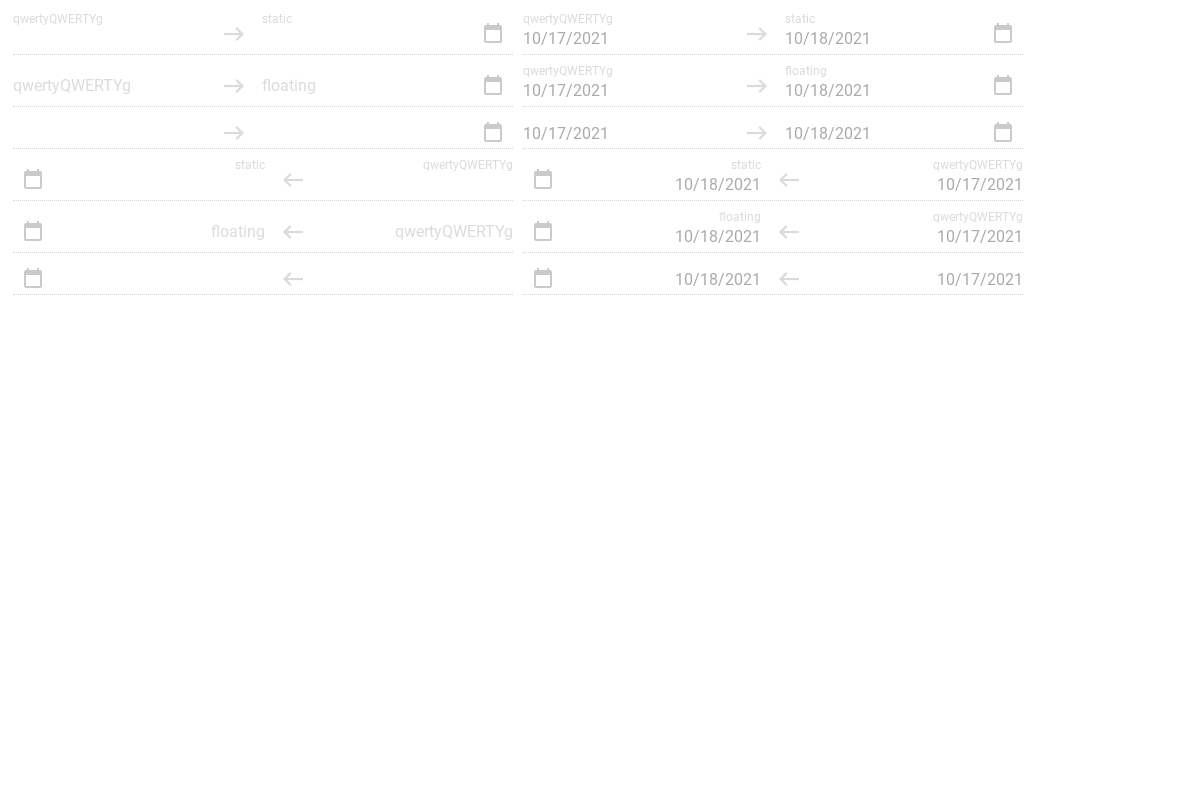 qwertyQWERTYg static qwertyQWERTYg static
10/17/2021 10/18/2021
qwertyQWERTYg floating
qwertyQWERTYg floating 10/17/2021 10/18/2021
10/17/2021 10/18/2021
static qwertyQWERTYg static qwertyQWERTYg
10/18/2021 10/17/2021
floating qwertyQWERTYg
floating qwertyQWERTYg 10/18/2021 10/17/2021
10/18/2021 10/17/2021